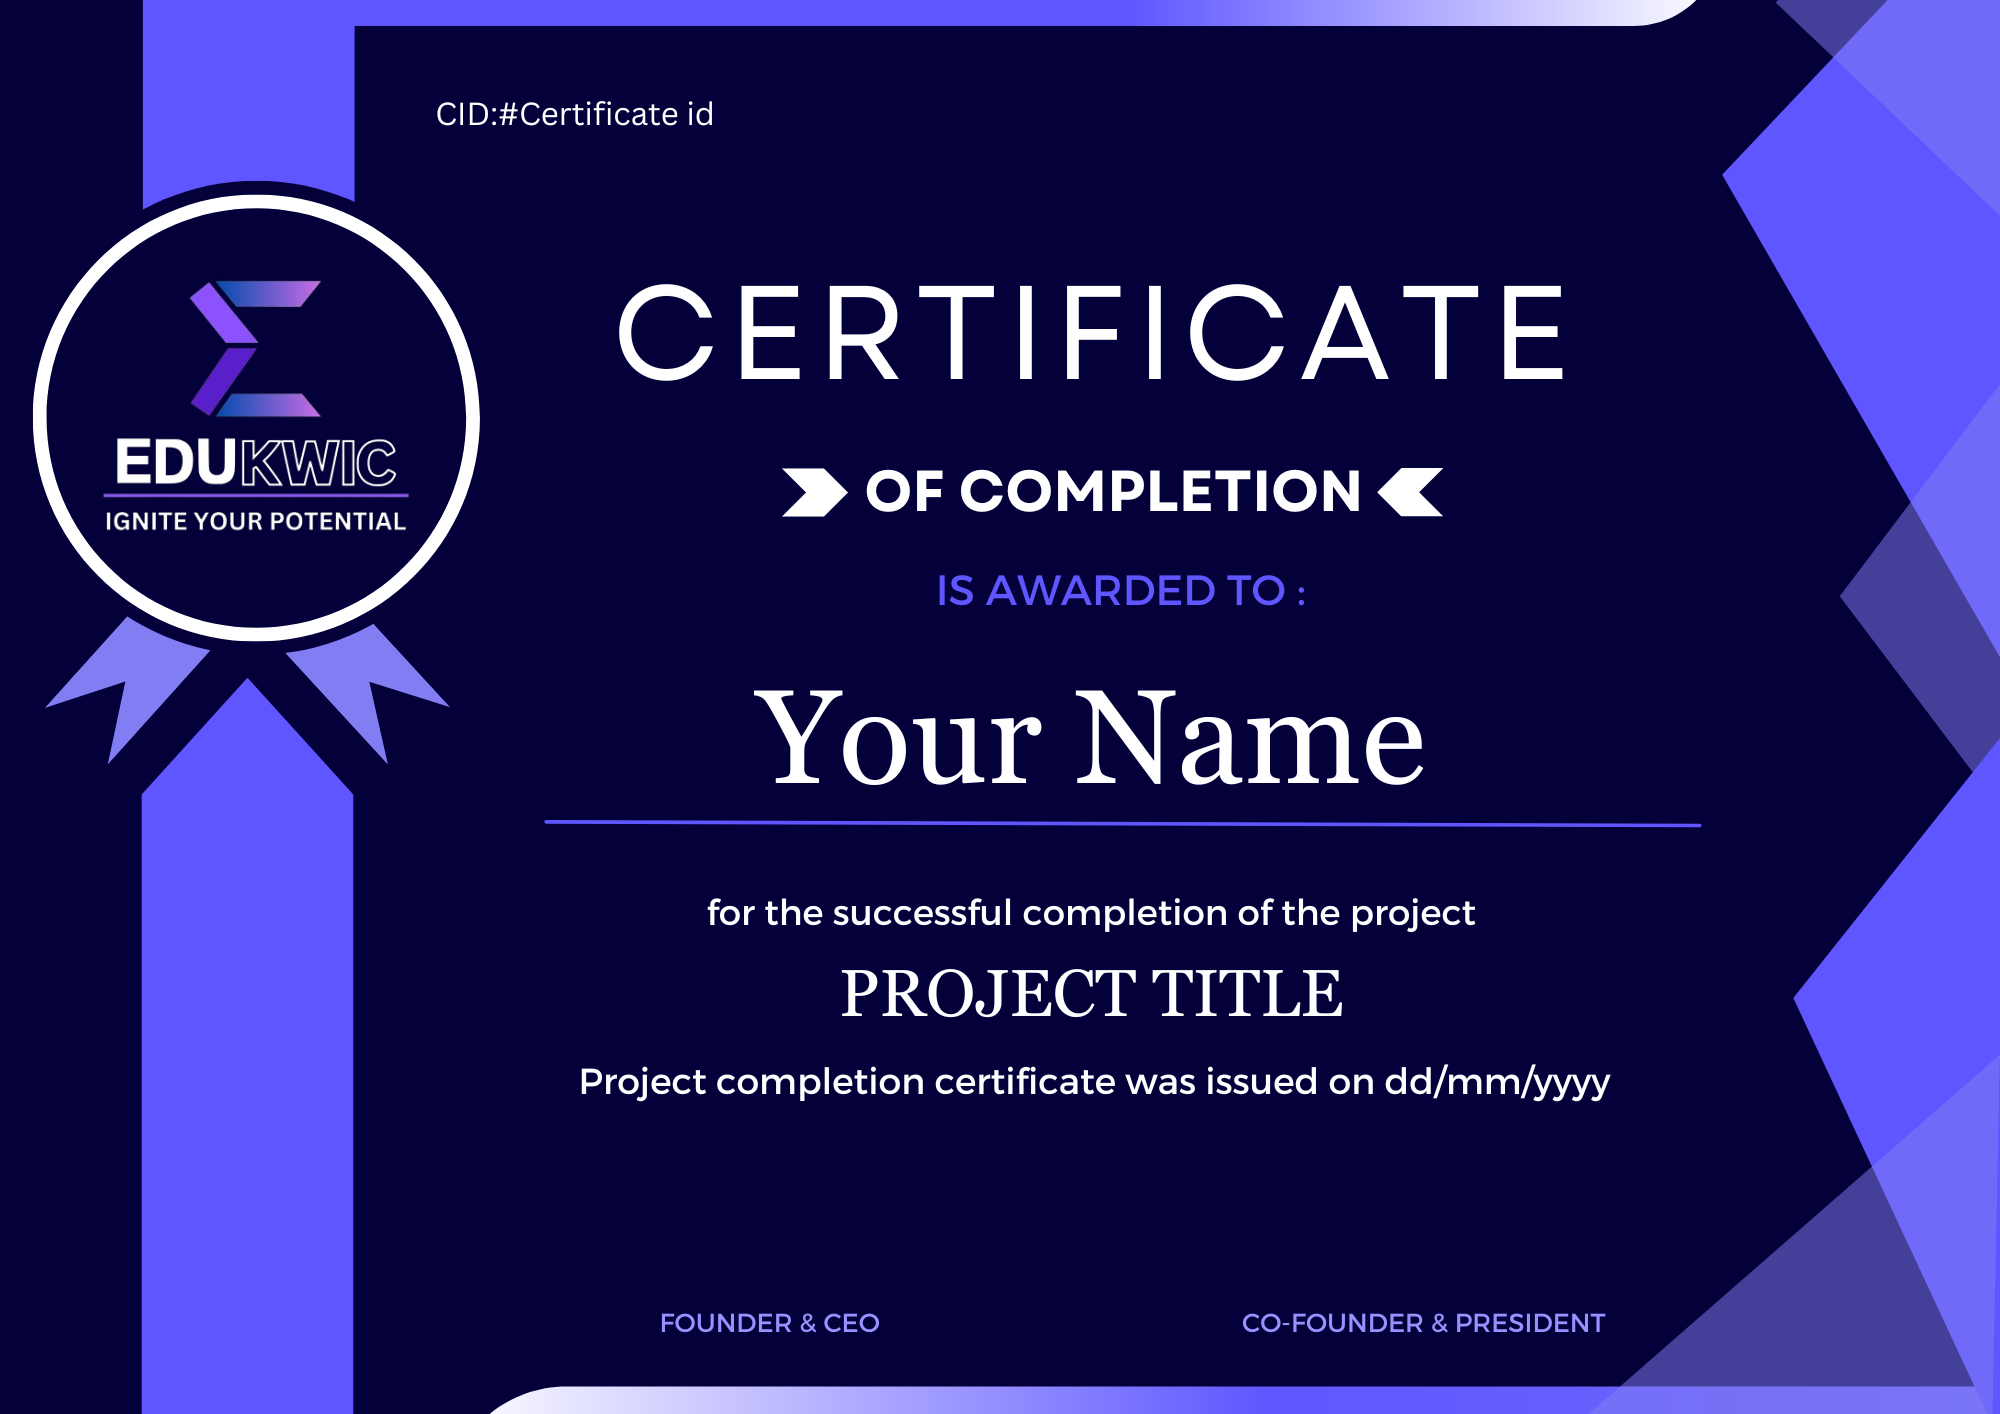 CID:#Certificate id
EDUKWIC
IGNITE YOUR POTENTIAL
CERTIFICATE
OF COMPLETION
IS AWARDED TO :
Your Name
for the successful completion of the project
PROJECT TITLE
Project completion certificate was issued on dd/mm/yyyy
FOUNDER & CEO
CO-FOUNDER & PRESIDENT